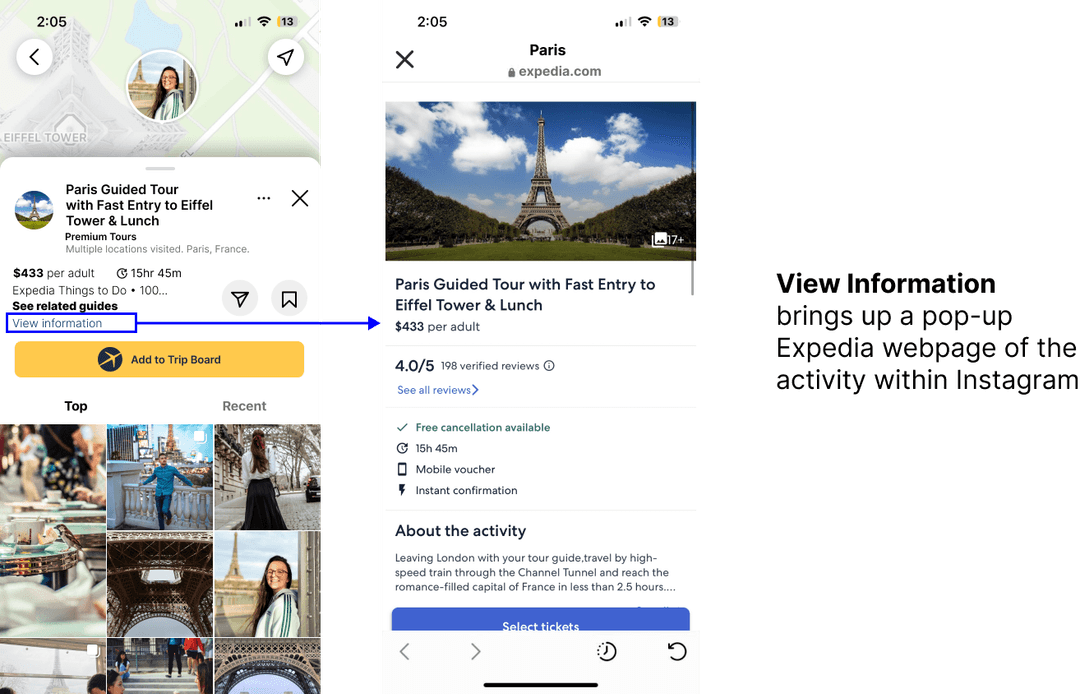 2:05
13
EIFFEL TOWER
Paris Guided Tour
with Fast Entry to Eiffel
Tower & Lunch
Premium Tours
Multiple locations visited. Paris, France.
$433 per adult
15hr 45m
Expedia Things to Do • 100...
See related guides
View information
Add to Trip Board
Top
Recent
2:05
13
Paris
expedia.com
17+
Paris Guided Tour with Fast Entry to
Eiffel Tower & Lunch
$433 per adult
4.0/5 198 verified reviews
See all reviews
Free cancellation available
15h 45m
Mobile voucher
Instant confirmation
About the activity
Leaving London with your tour guide,travel by high-
speed train through the Channel Tunnel and reach the
romance-filled capital of France in less than 2.5 hours....
Select tickets
View Information
brings up a pop-up
Expedia webpage of the
activity within Instagram